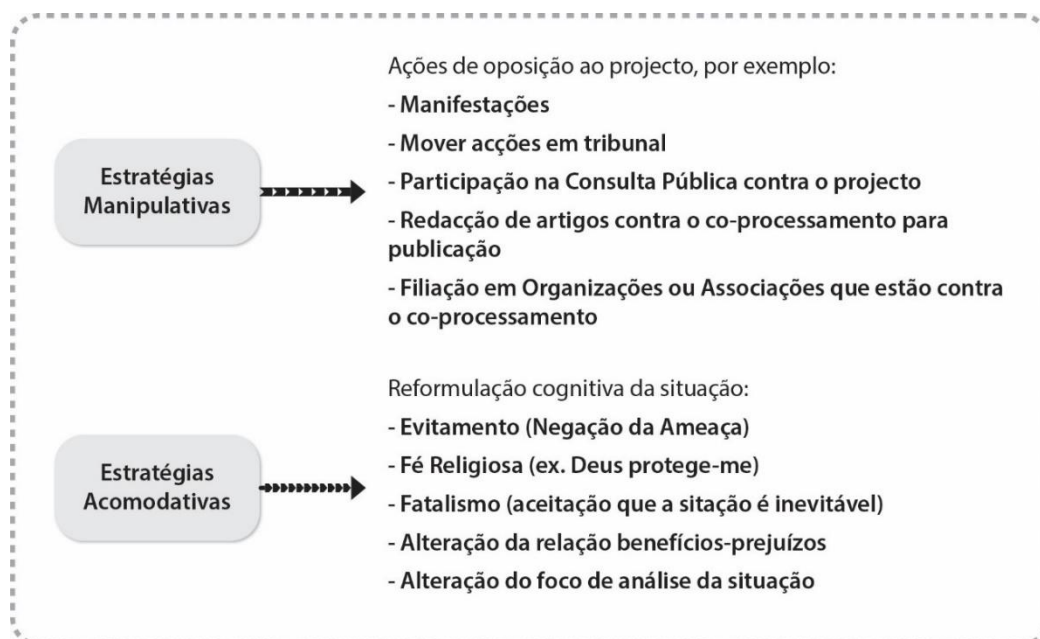 Ações de oposição ao projecto, por exemplo:
- Manifestações
- Mover acções em tribunal
Estratégias
Manipulativas
- Participação na Consulta Pública contra o projecto
- Redacção de artigos contra o co-processamento para
publicação
- Filiação em Organizações ou Associações que estão contra
o co-processamento
Reformulação cognitiva da situação:
- Evitamento (Negação da Ameaça)
Estratégias
Acomodativas
- Fé Religiosa (ex. Deus protege-me)
- Fatalismo (aceitação que a sitação é inevitável)
- Alteração da relação benefícios-prejuízos
- Alteração do foco de análise da situação